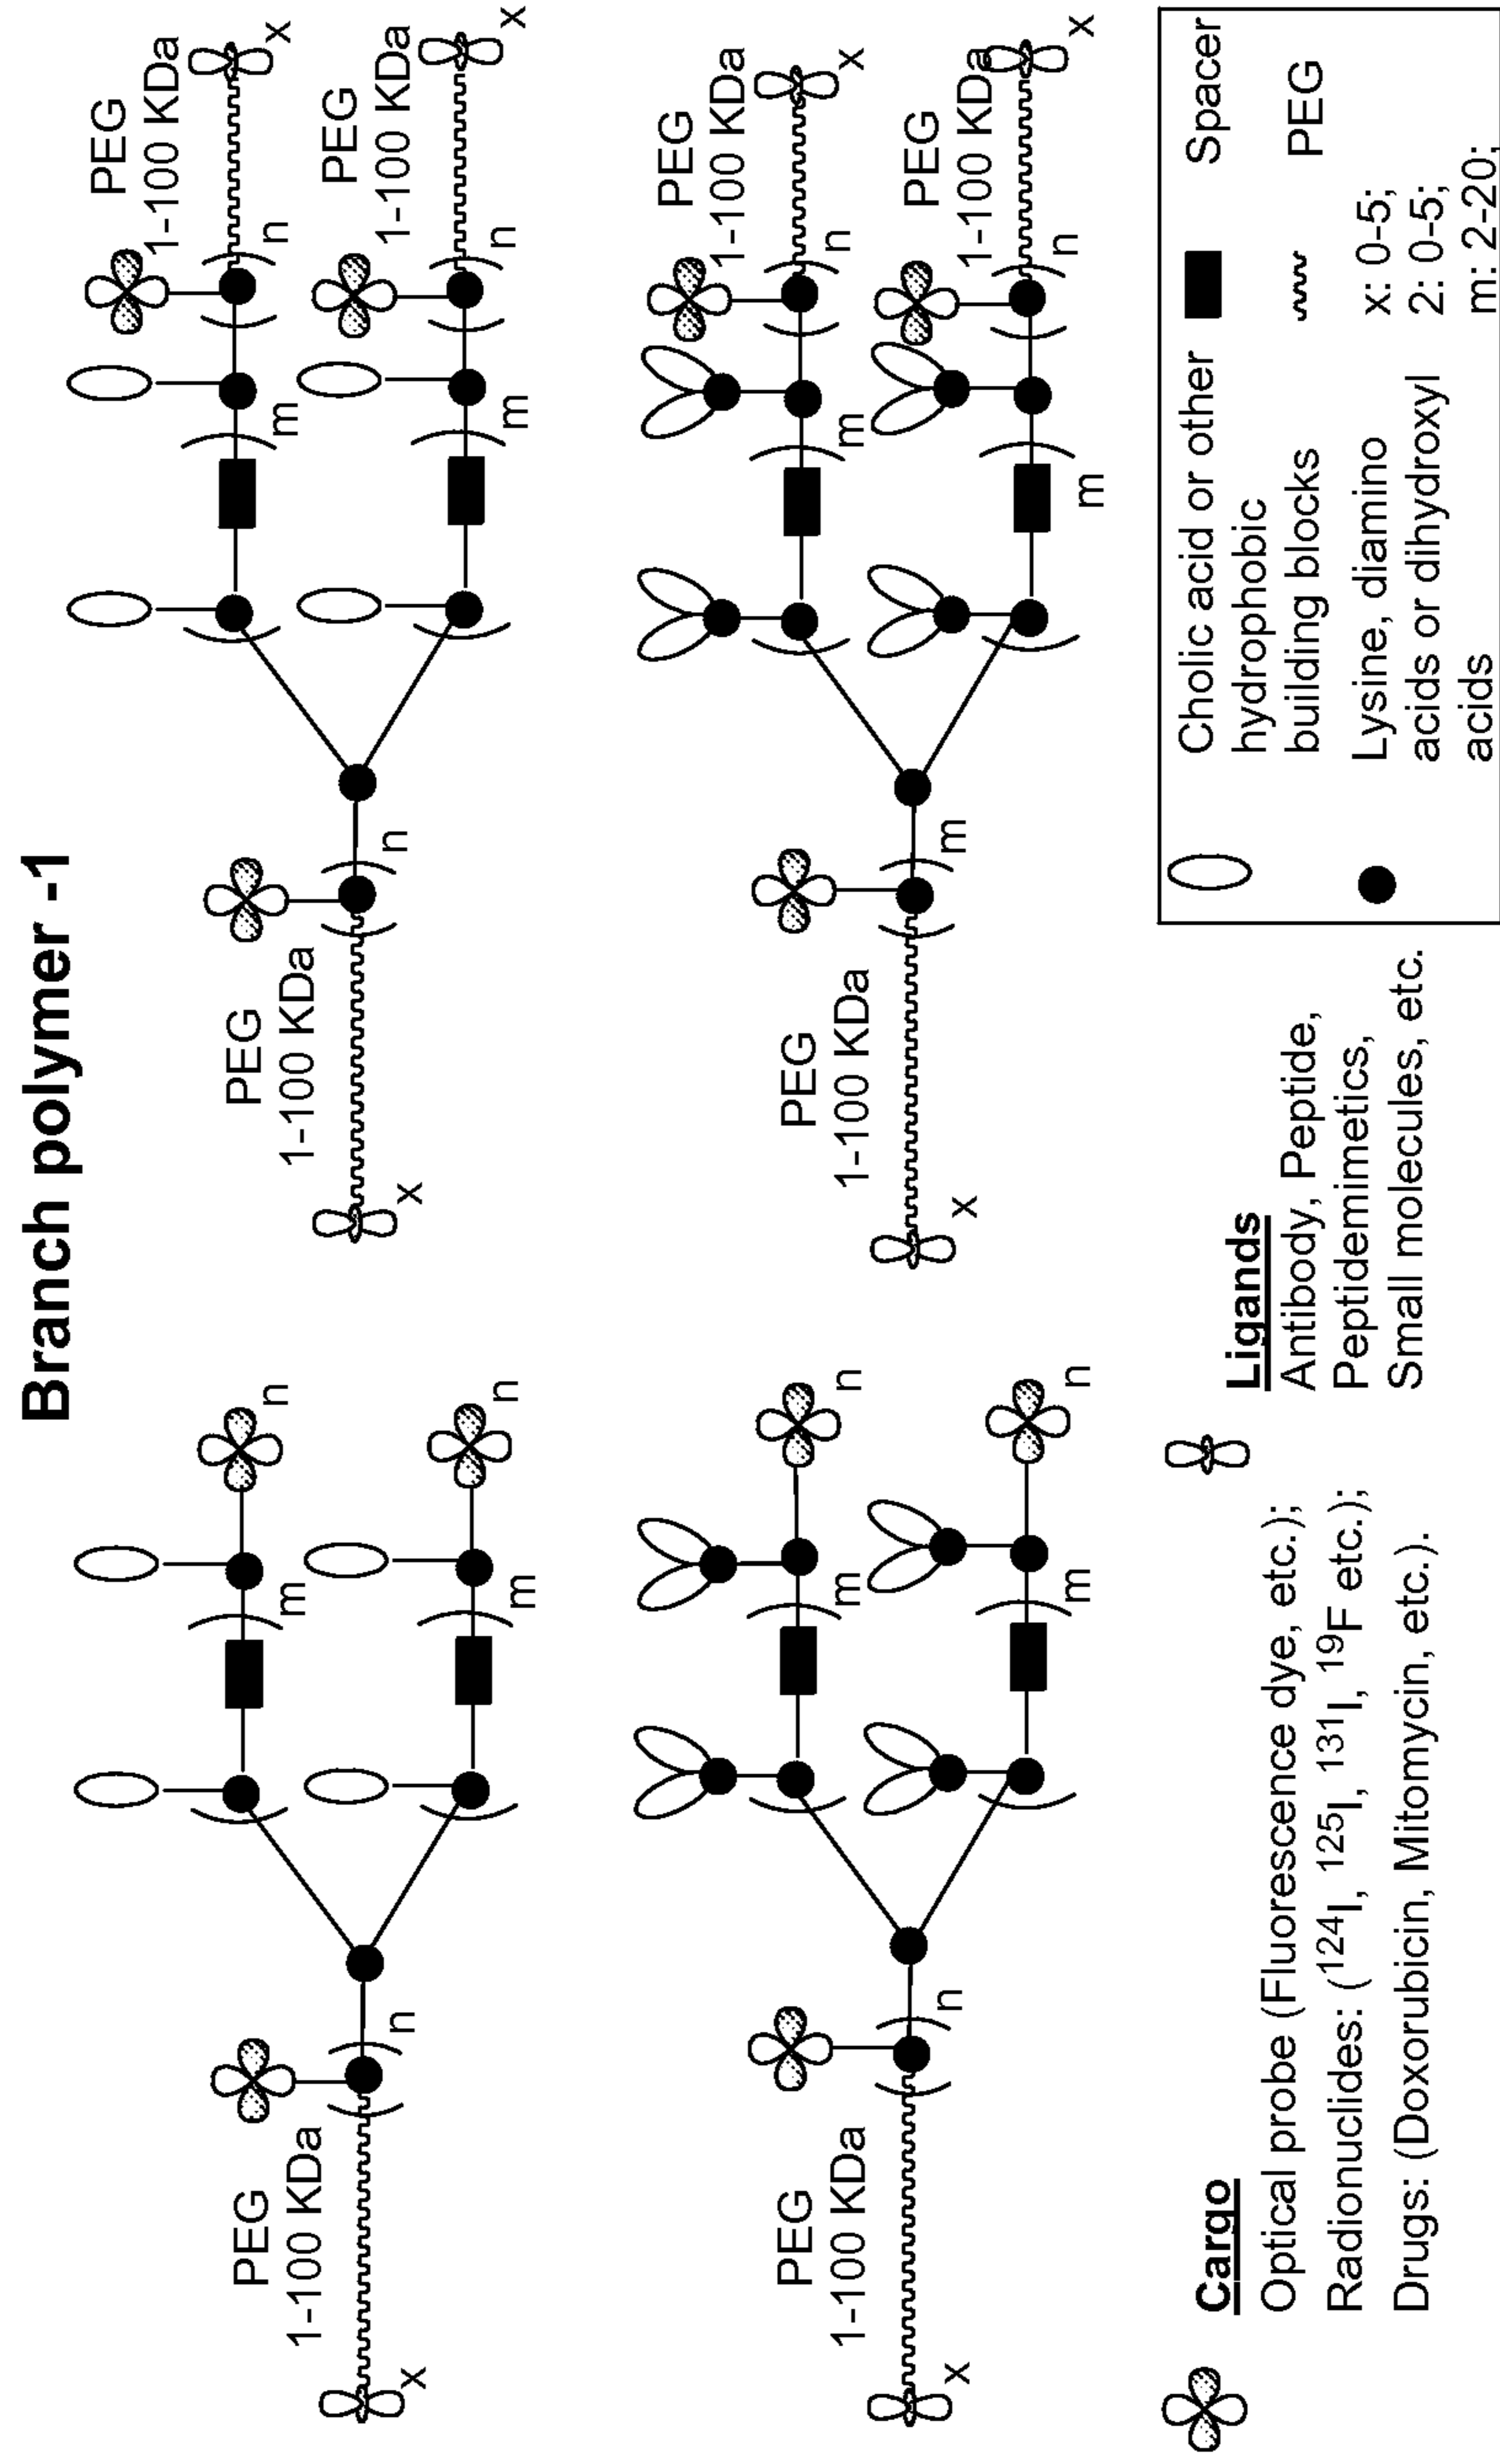 Branch polymer -1
m
n
PEG
1-100 KDa
x
n
m
n
PEG
1-100 KDa
m
n
x
PEG
1-100 KDa
PEG
1-100 KDa
x
n
m
n
x
m
n
PEG
1-100 KDa
x
n
m
n
PEG
1-100 KDa
m
n
x
PEG
1-100 KDa
PEG
1-100 KDa
x
m
m
n
x
Cargo
Optical probe (Fluorescence dye, etc.);
Radionuclides: (124I, 125I, 131I, 19F etc.);
Drugs: (Doxorubicin, Mitomycin, etc.).
Ligands
Antibody, Peptide,
Peptidemimetics,
Small molecules, etc.
Cholic acid or other
hydrophobic
building blocks
Spacer
PEG
Lysine, diamino
acids or dihydroxyl
acids
x: 0-5;
2: 0-5;
m: 2-20;